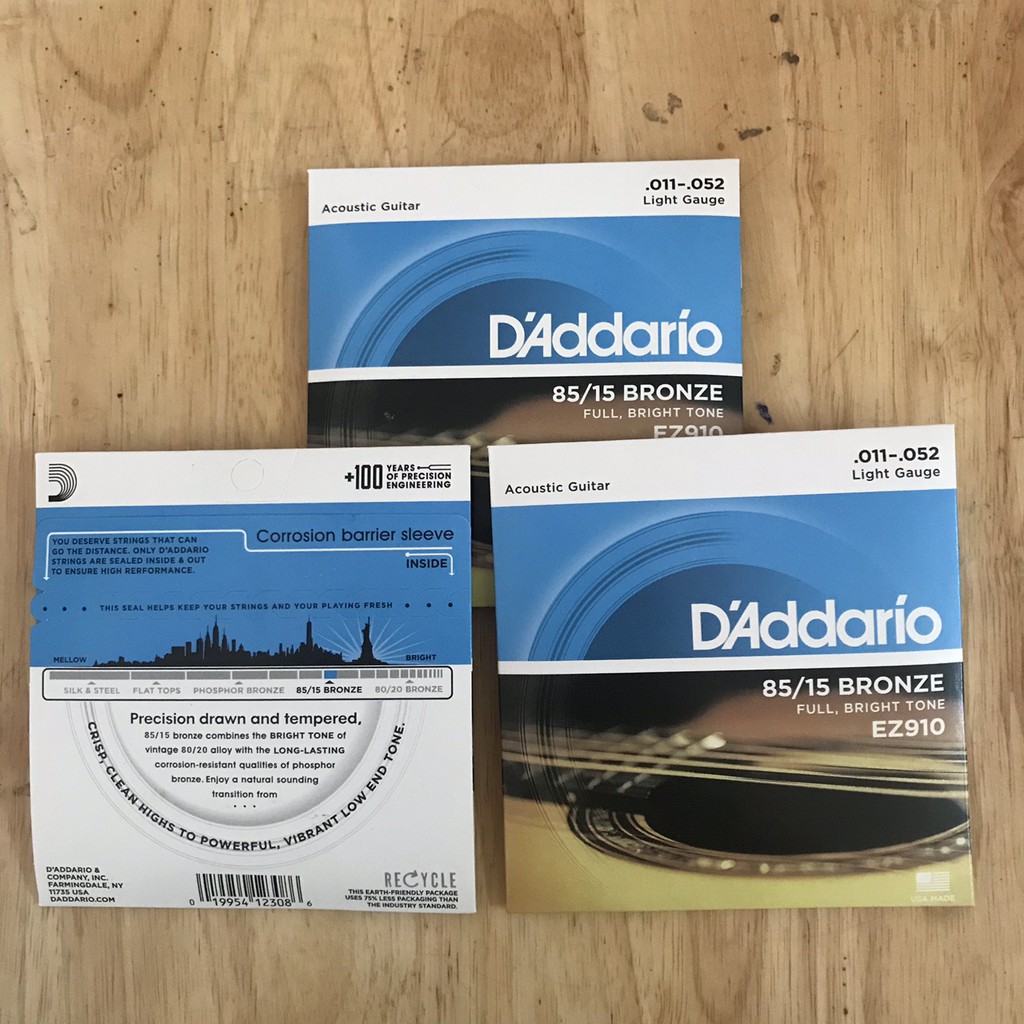 Acoustic Guitar
.011-.052
Light Gauge
D'Addario
85/15 BRONZE
FULL, BRIGHT TONE
EZ910
+100 YEARS OF PRECISION ENGINEERING
YOU DESERVE STRINGS THAT CAN
GO THE DISTANCE. ONLY D'ADDARIO
STRINGS ARE SEALED INSIDE & OUT
TO ENSURE HIGH RERFORMANCE.
Corrosion barrier sleeve
INSIDE
• • • THIS SEAL HELPS KEEP YOUR STRINGS AND YOUR PLAYING FRESH • • •
MELLOW
BRIGHT
SILK & STEEL FLAT TOPS PHOSPHOR BRONZE 85/15 BRONZE 80/20 BRONZE
Precision drawn and tempered,
85/15 bronze combines the BRIGHT TONE of
vintage 80/20 alloy with the LONG-LASTING
corrosion-resistant qualities of phosphor
bronze. Enjoy a natural sounding
transition from
• • •
CRISP, CLEAN HIGHS TO POWERFUL, VIBRANT LOW END TONE.
D'ADDARIO &
COMPANY, INC.
FARMINGDALE, NY
11735 USA
DADDARIO.COM
0 19954 12308 6
RECYCLE
THIS EARTH-FRIENDLY PACKAGE
USES 75% LESS PACKAGING THAN
THE INDUSTRY STANDARD.
Acoustic Guitar
.011-.052
Light Gauge
D'Addario
85/15 BRONZE
FULL, BRIGHT TONE
EZ910
USA MADE